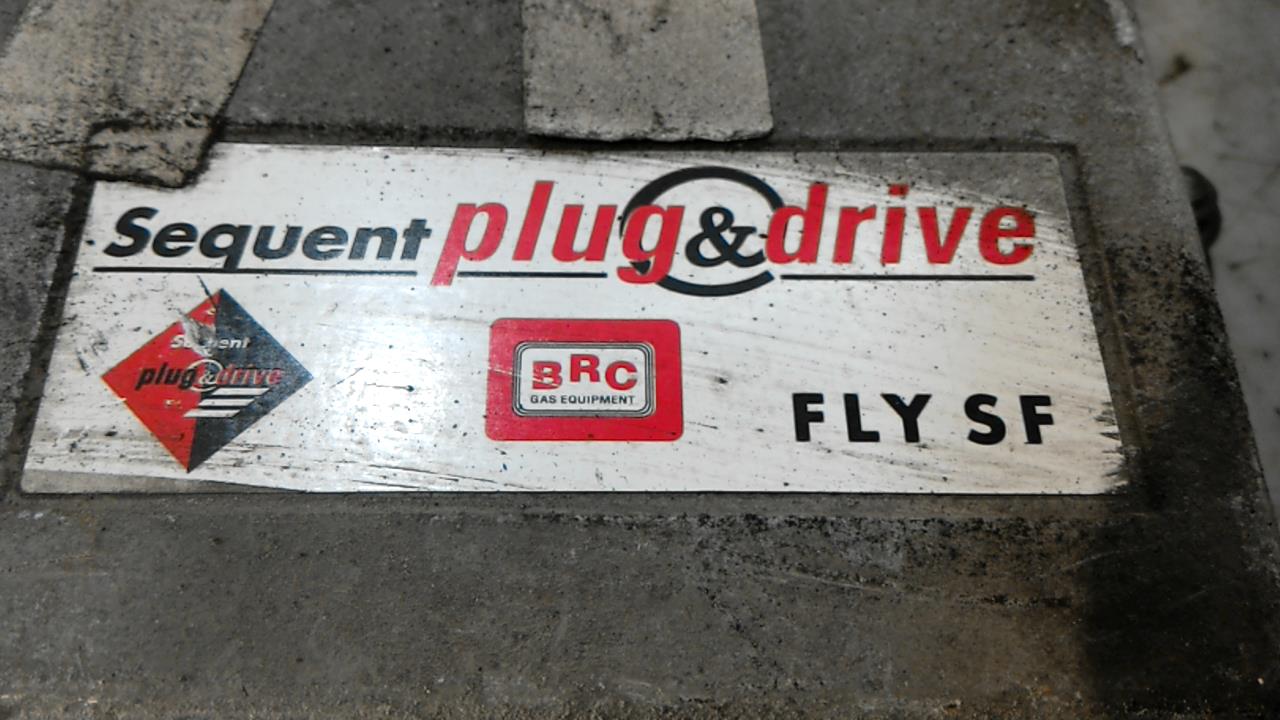 Sequent plug&drive
Sequent
plug&drive
BRC
GAS EQUIPMENT
FLY SF